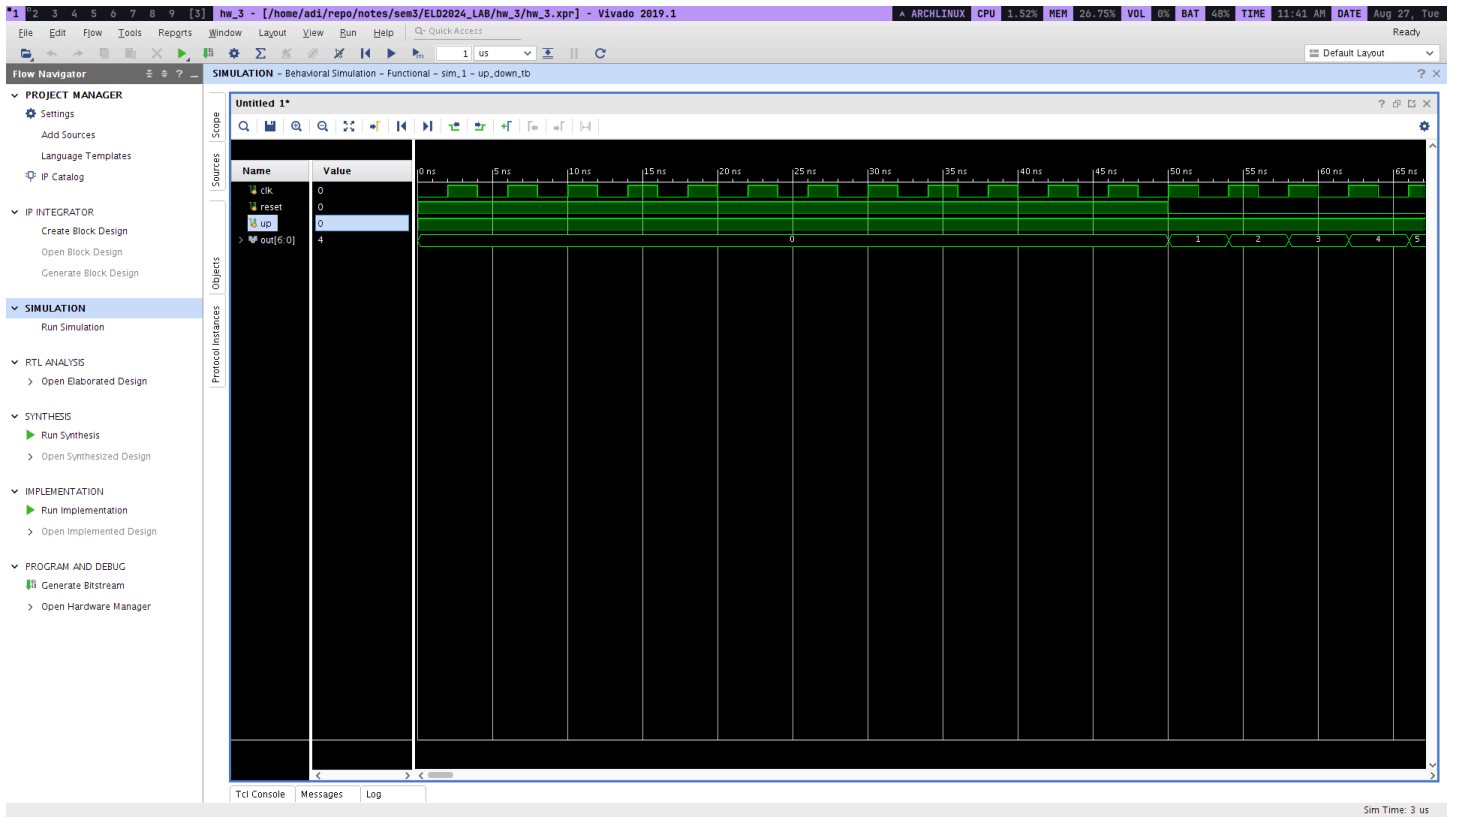 1 2 3 4 5 6 7 8 9 [3] hw_3 - [/home/adi/repo/notes/sem3/ELD2024_LAB/hw_3/hw_3.xpr] - Vivado 2019.1 ARCHLINUX CPU 1.52% MEM 26.75% VOL 0% BAT 48% TIME 11:41 AM DATE Aug 27, Tue
File Edit Flow Tools Reports Window Layout View Run Help Q- Quick Access Ready
1 us Default Layout
Flow Navigator ? _ SIMULATION - Behavioral Simulation - Functional - sim_1 - up_down_tb ? X
PROJECT MANAGER
Settings
Add Sources
Language Templates
IP Catalog
IP INTEGRATOR
Create Block Design
Open Block Design
Generate Block Design
SIMULATION
Run Simulation
RTL ANALYSIS
Open Elaborated Design
SYNTHESIS
Run Synthesis
Open Synthesized Design
IMPLEMENTATION
Run Implementation
Open Implemented Design
PROGRAM AND DEBUG
Generate Bitstream
Open Hardware Manager
Scope
Sources
Objects
Protocol Instances
Untitled 1*
Name Value 0 ns 5 ns 10 ns 15 ns 20 ns 25 ns 30 ns 35 ns 40 ns 45 ns 50 ns 55 ns 60 ns 65 ns
clk 0
reset 0
up 0
out[6:0] 4 0 1 2 3 4 5
Tcl Console Messages Log
Sim Time: 3 us